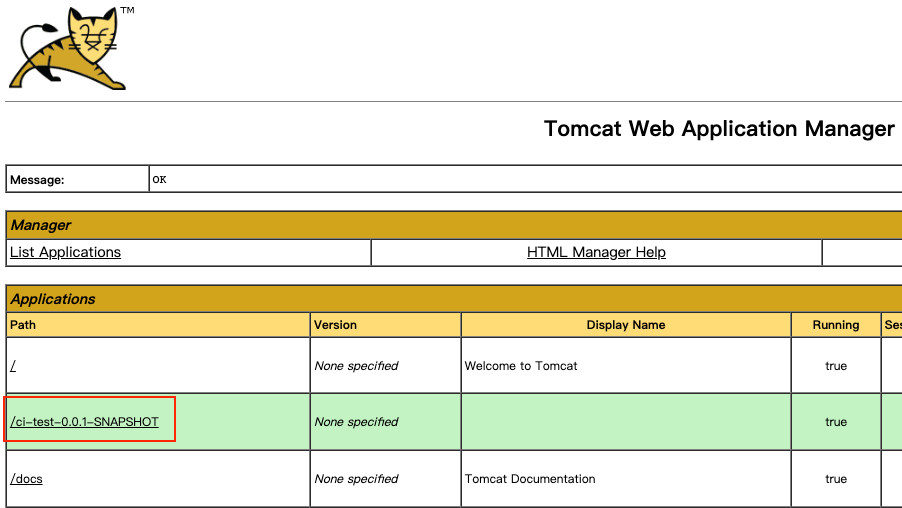 TM
Tomcat Web Application Manager
Message: OK
Manager
List Applications HTML Manager Help
Applications
Path Version Display Name Running
/ None specified Welcome to Tomcat true
/ci-test-0.0.1-SNAPSHOT None specified true
/docs None specified Tomcat Documentation true